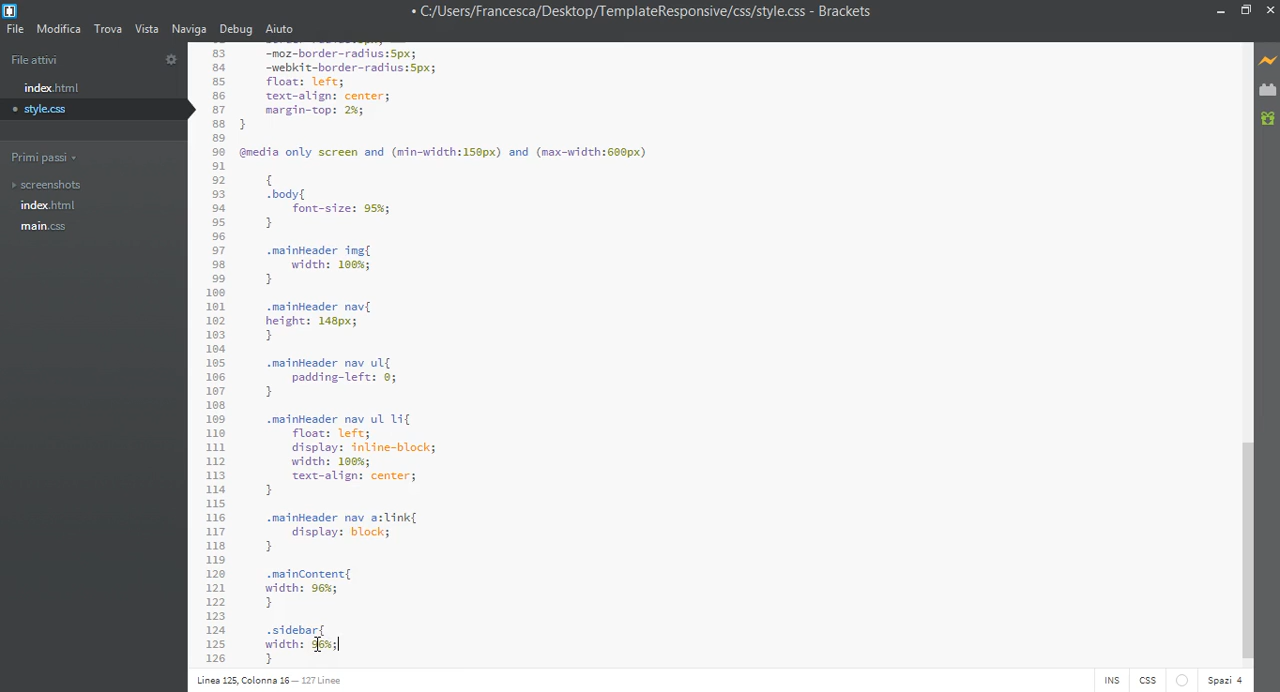 • C:/Users/Francesca/Desktop/TemplateResponsive/css/style.css - Brackets
File Modifica Trova Vista Naviga Debug Aiuto
File attivi
index.html
• style.css
Primi passi
screenshots
index.html
main.css
83 -moz-border-radius:5px;
84 -webkit-border-radius:5px;
85 float: left;
86 text-align: center;
87 margin-top: 2%;
88 }
89
90 @media only screen and (min-width:150px) and (max-width:600px)
91
92 {
93 .body{
94 font-size: 95%;
95 }
96
97 .mainHeader img{
98 width: 100%;
99 }
100
101 .mainHeader nav{
102 height: 148px;
103 }
104
105 .mainHeader nav ul{
106 padding-left: 0;
107 }
108
109 .mainHeader nav ul li{
110 float: left;
111 display: inline-block;
112 width: 100%;
113 text-align: center;
114 }
115
116 .mainHeader nav a:link{
117 display: block;
118 }
119
120 .mainContent{
121 width: 96%;
122 }
123
124 .sidebar{
125 width: 96%;
126 }
Linea 125, Colonna 16 — 127 Linee
INS CSS Spazi 4